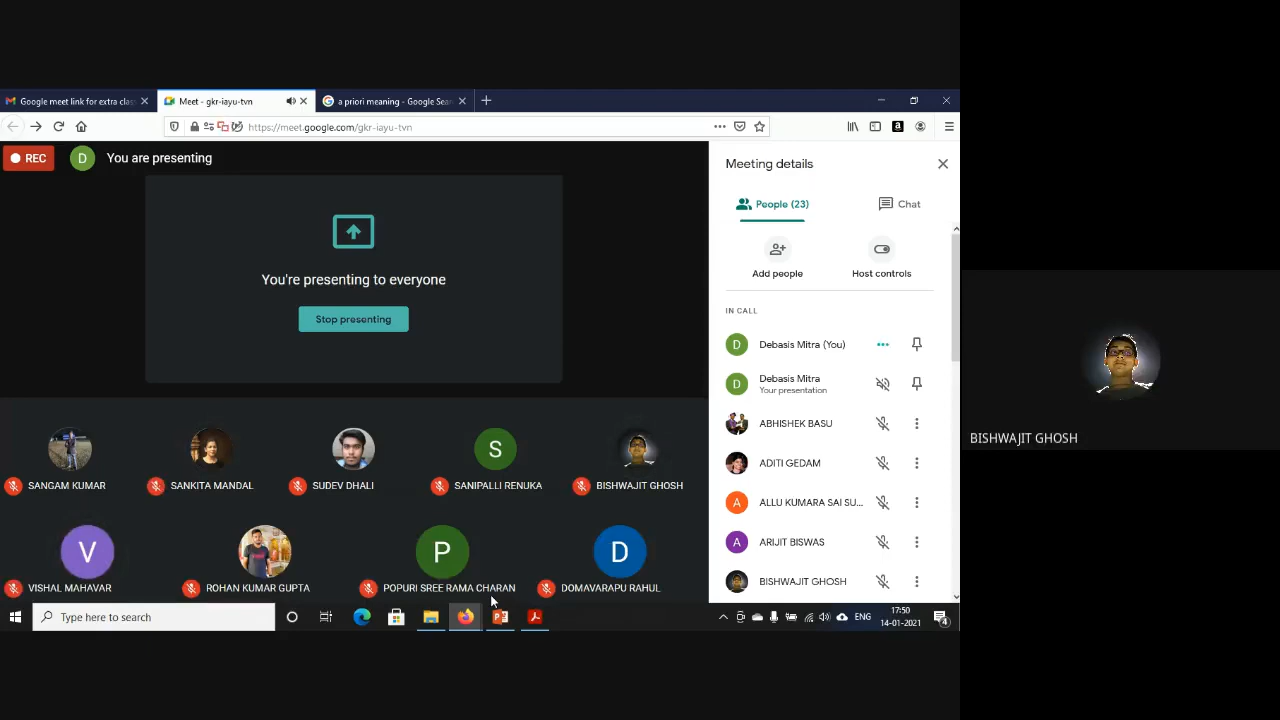 Google meet link for extra clas
Meet - gkr-iayu-tvn
a priori meaning - Google Sear
https://meet.google.com/gkr-iayu-tvn
REC
D
You are presenting
Meeting details
People (23)
Chat
You're presenting to everyone
Stop presenting
Add people
Host controls
IN CALL
D
Debasis Mitra (You)
D
Debasis Mitra
Your presentation
ABHISHEK BASU
ADITI GEDAM
A
ALLU KUMARA SAI SU...
A
ARIJIT BISWAS
BISHWAJIT GHOSH
S
SANGAM KUMAR
SANKITA MANDAL
SUDEV DHALI
SANIPALLI RENUKA
BISHWAJIT GHOSH
V
P
D
VISHAL MAHAVAR
ROHAN KUMAR GUPTA
POPURI SREE RAMA CHARAN
DOMAVARAPU RAHUL
Type here to search
ENG
17:50
14-01-2021
4
BISHWAJIT GHOSH